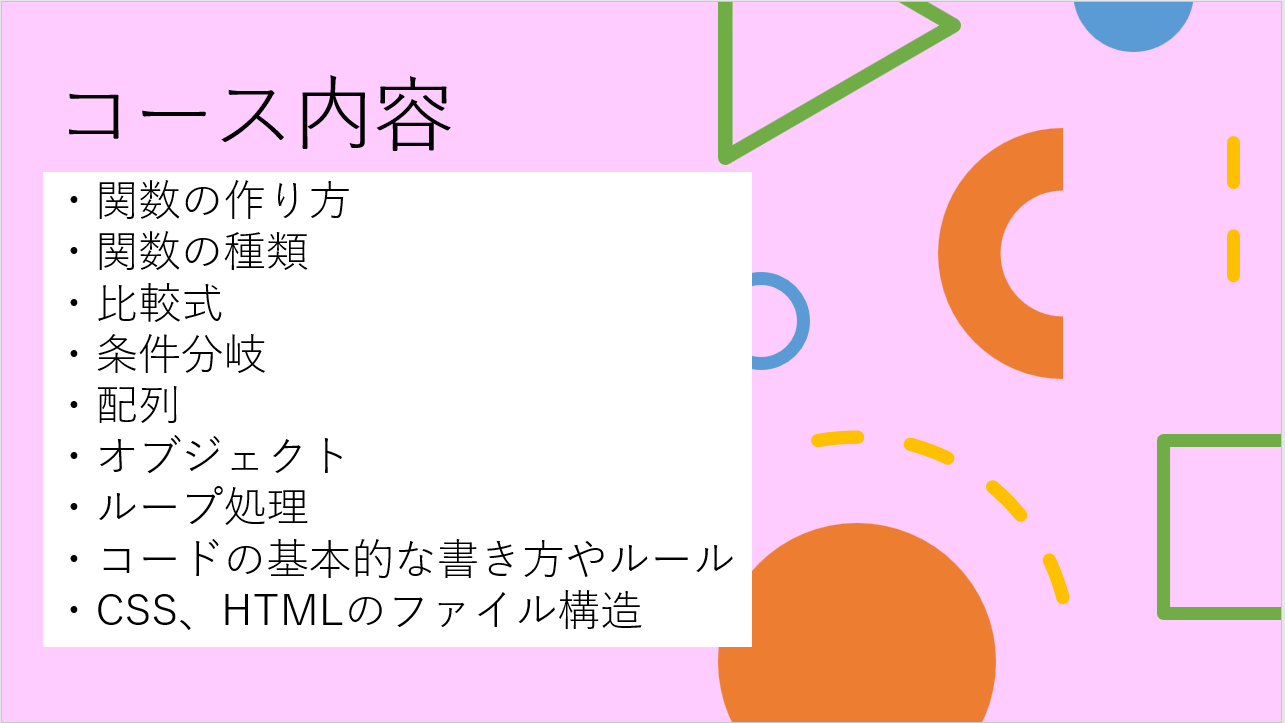 コース内容
・関数の作り方
・関数の種類
・比較式
・条件分岐
・配列
・オブジェクト
・ループ処理
・コードの基本的な書き方やルール
・CSS、HTMLのファイル構造